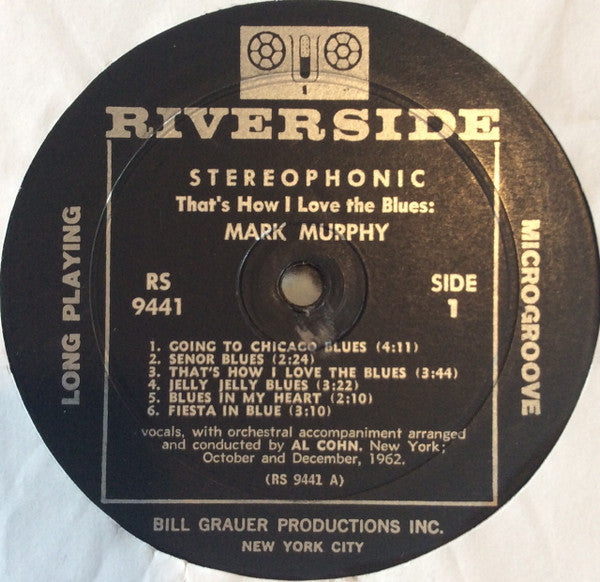 RIVERSIDE
STEREOPHONIC
That's How I Love the Blues:
MARK MURPHY
LONG PLAYING
MICROGROOVE
RS
9441
SIDE
1
1. GOING TO CHICAGO BLUES (4:11)
2. SENOR BLUES (2:24)
3. THAT'S HOW I LOVE THE BLUES (3:44)
4. JELLY JELLY BLUES (3:22)
5. BLUES IN MY HEART (2:10)
6. FIESTA IN BLUE (3:10)
vocals, with orchestral accompaniment arranged
and conducted by AL COHN. New York;
October and December, 1962.
(RS 9441 A)
BILL GRAUER PRODUCTIONS INC.
NEW YORK CITY